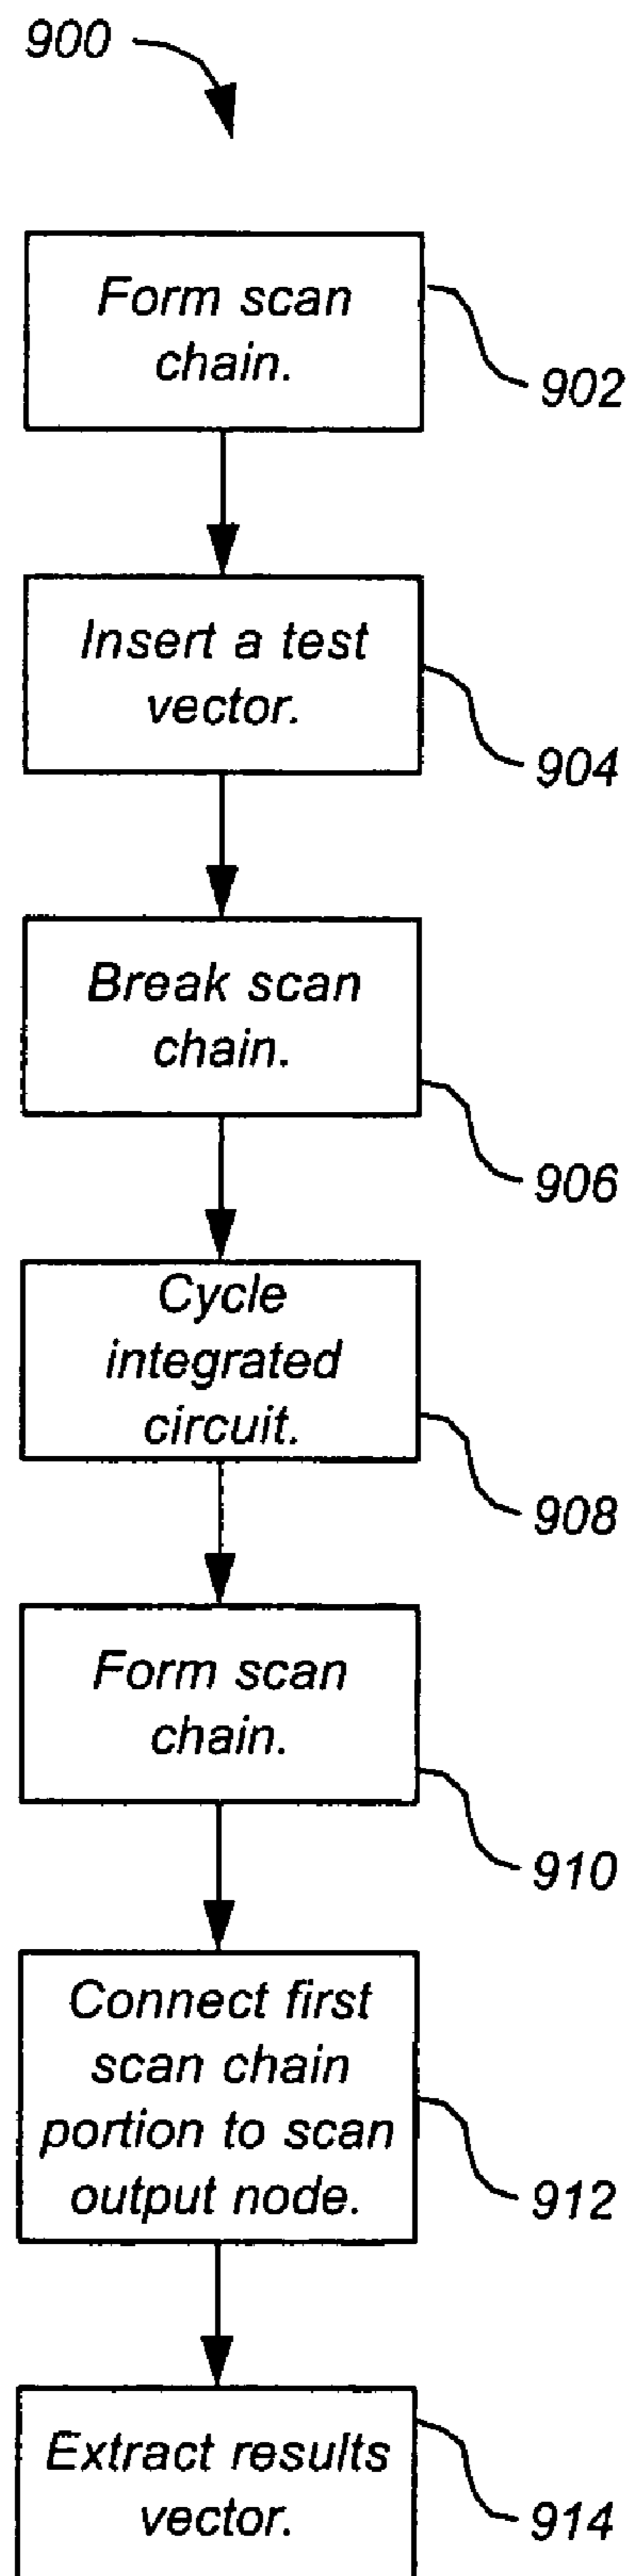 900
Form scan
chain.
902
Insert a test
vector.
904
Break scan
chain.
906
Cycle
integrated
circuit.
908
Form scan
chain.
910
Connect first
scan chain
portion to scan
output node.
912
Extract results
vector.
914